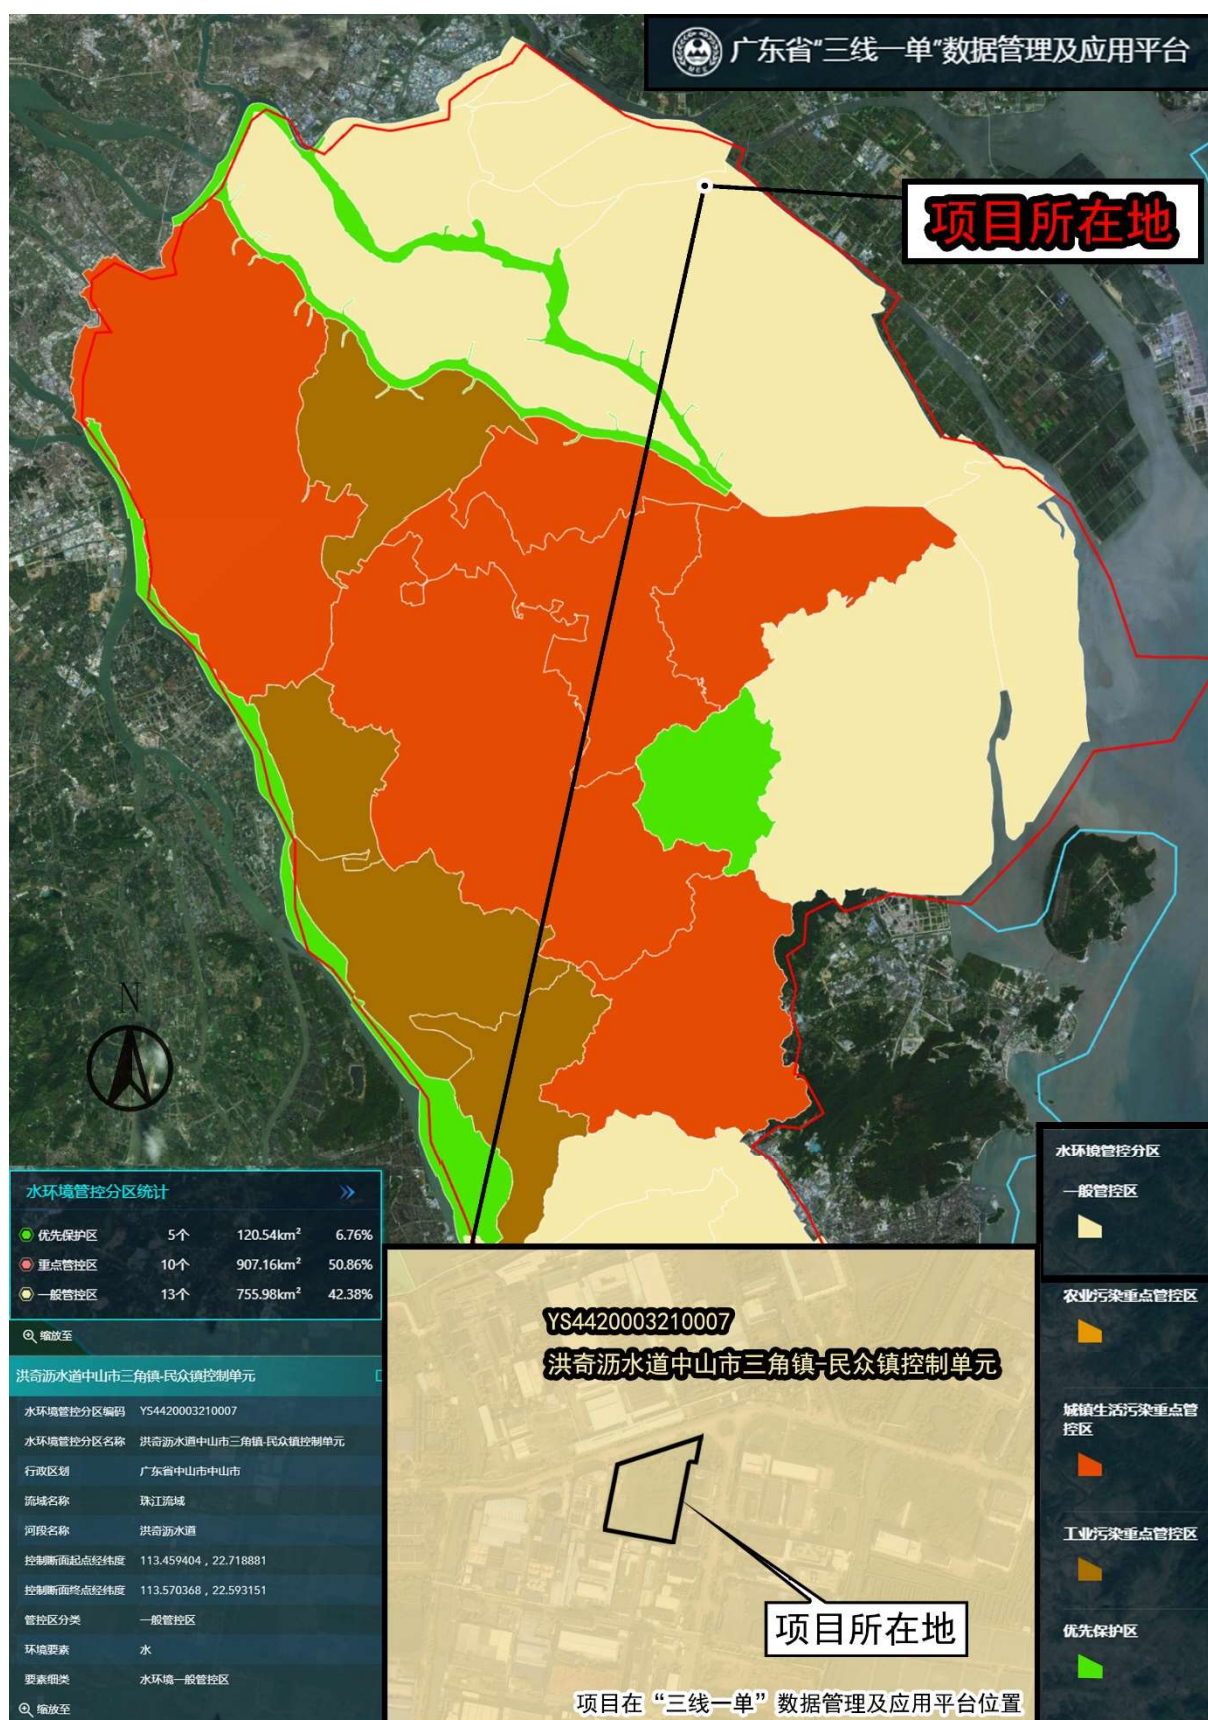 广东省“三线一单”数据管理及应用平台
MEE
项目所在地
N
水环境管控分区统计
优先保护区 5个 120.54km² 6.76%
重点管控区 10个 907.16km² 50.86%
一般管控区 13个 755.98km² 42.38%
缩放至
洪奇沥水道中山市三角镇-民众镇控制单元
水环境管控分区编码 YS4420003210007
水环境管控分区名称 洪奇沥水道中山市三角镇-民众镇控制单元
行政区划 广东省中山市中山市
流域名称 珠江流域
河段名称 洪奇沥水道
控制断面起点经纬度 113.459404 , 22.718881
控制断面终点经纬度 113.570368 , 22.593151
管控区分类 一般管控区
环境要素 水
要素细类 水环境一般管控区
缩放至
YS4420003210007
洪奇沥水道中山市三角镇-民众镇控制单元
项目所在地
项目在“三线一单”数据管理及应用平台位置
水环境管控分区
一般管控区
农业污染重点管控区
城镇生活污染重点管
控区
工业污染重点管控区
优先保护区